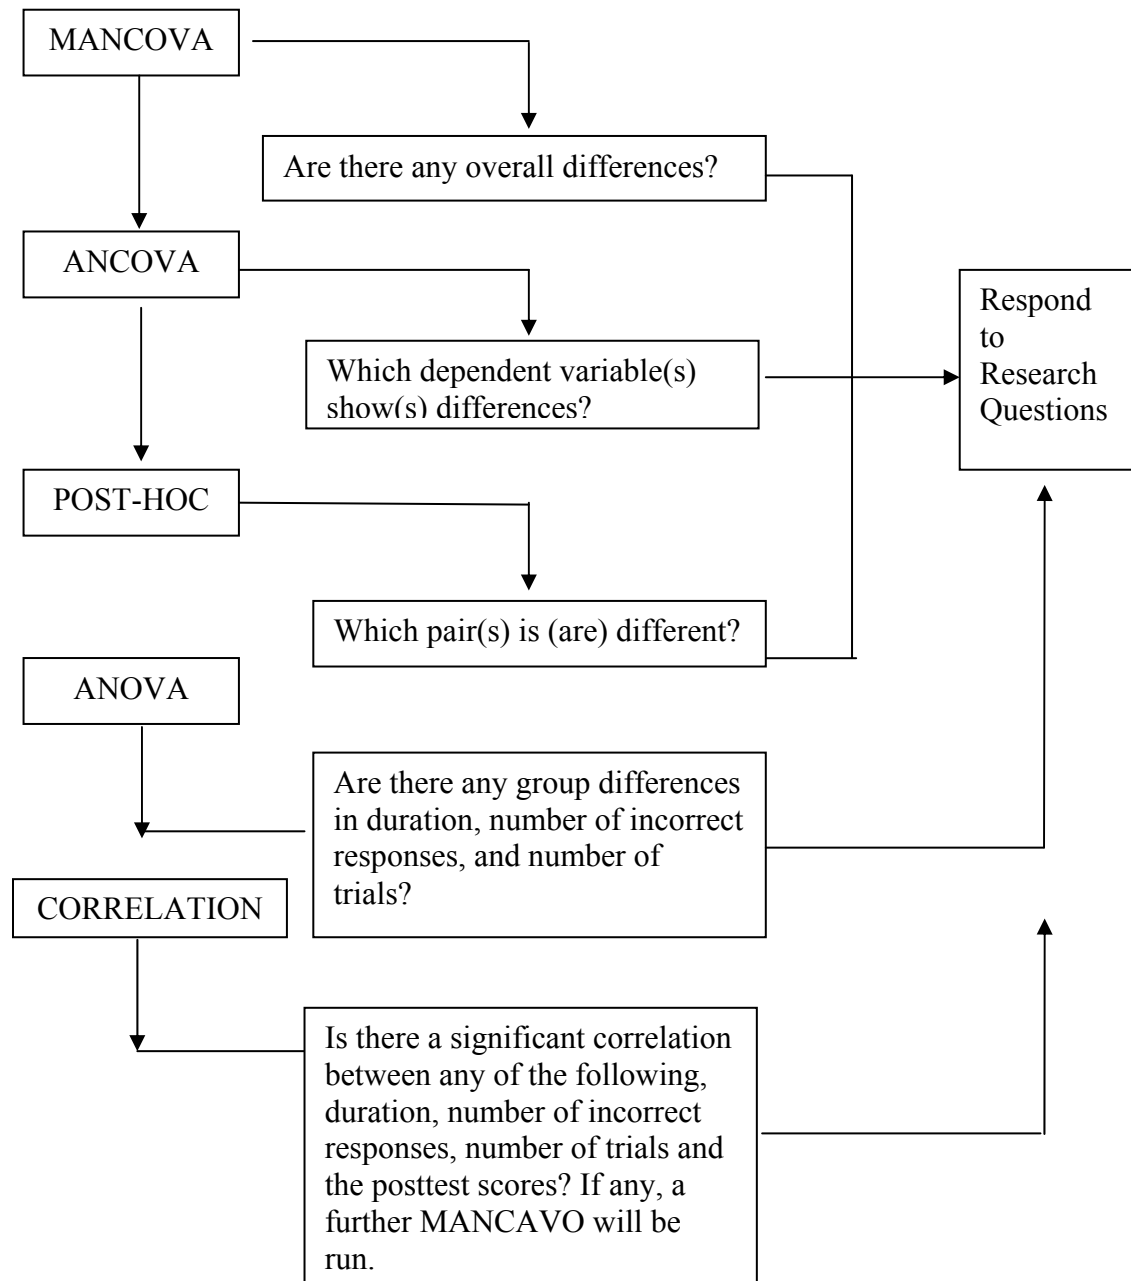 MANCOVA
Are there any overall differences?
ANCOVA
Respond
to
Research
Questions
Which dependent variable(s)
show(s) differences?
POST-HOC
Which pair(s) is (are) different?
ANOVA
Are there any group differences
in duration, number of incorrect
responses, and number of
trials?
CORRELATION
Is there a significant correlation
between any of the following,
duration, number of incorrect
responses, number of trials and
the posttest scores? If any, a
further MANCAVO will be
run.